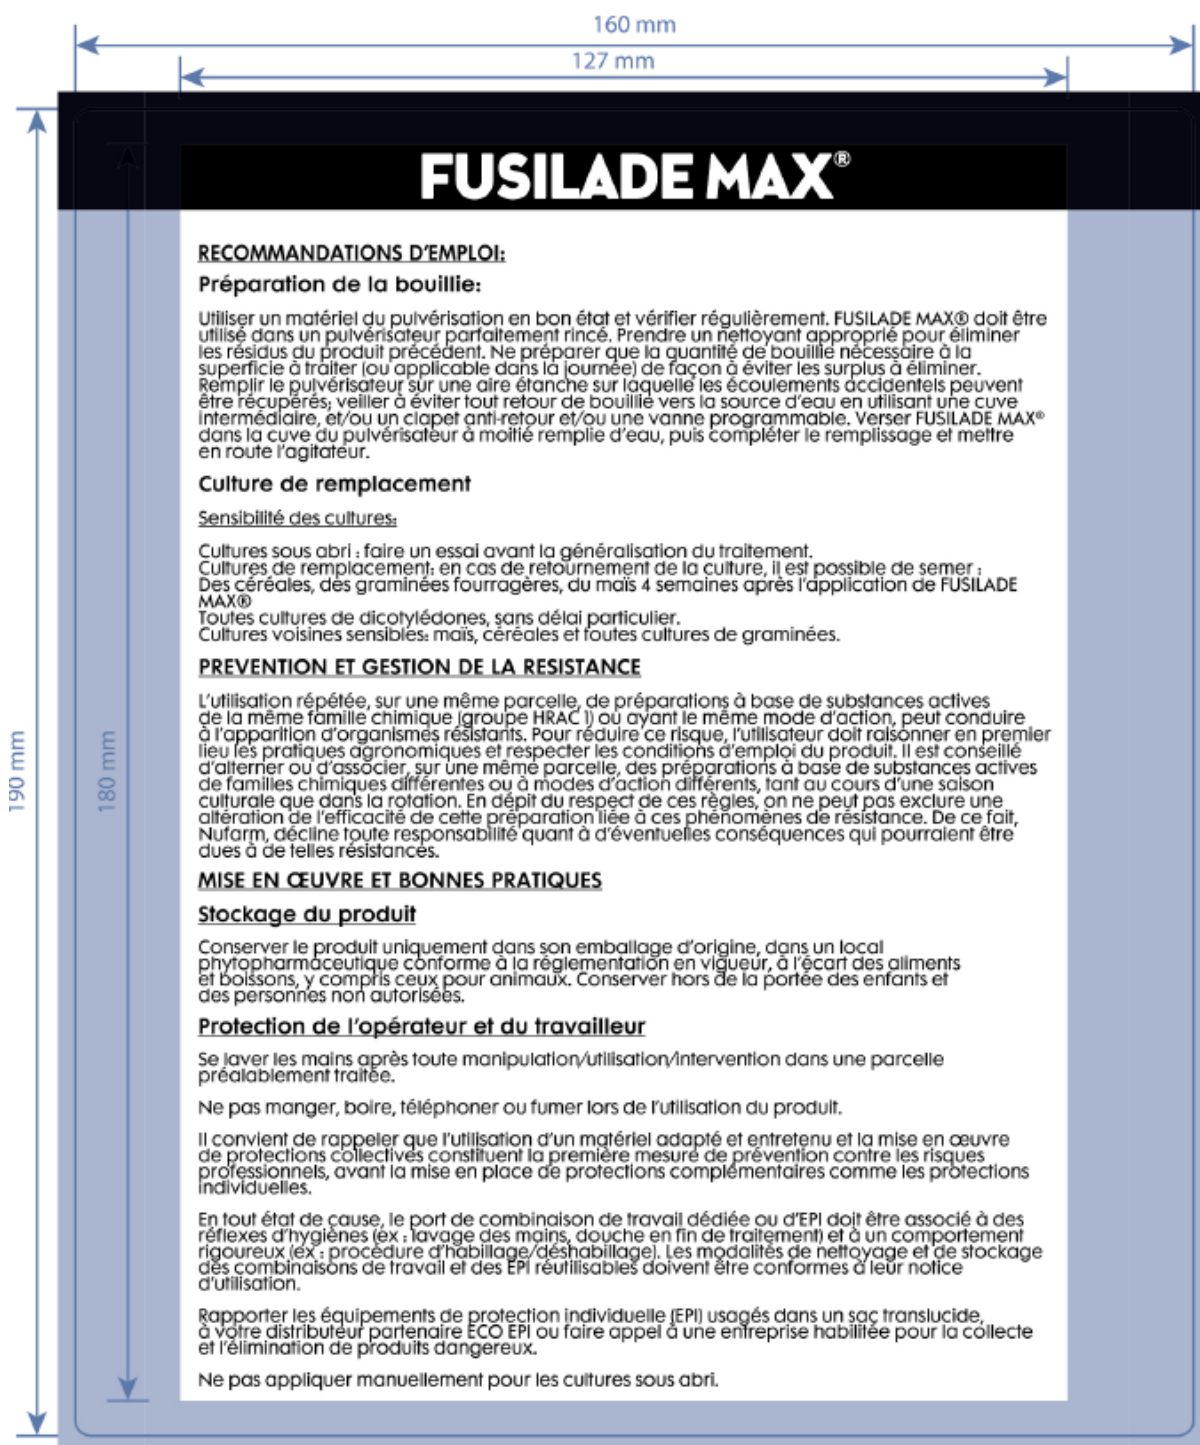 160 mm
127 mm
190 mm
180 mm
FUSILADE MAX®
RECOMMANDATIONS D'EMPLOI:
Préparation de la bouillie:
Utiliser un matériel du pulvérisation en bon état et vérifier régulièrement. FUSILADE MAX® doit être
utilisé dans un pulvérisateur parfaitement rincé. Prendre un nettoyant approprié pour éliminer
les résidus du produit précédent. Ne préparer que la quantité de bouillie nécessaire à la
superficie à traiter (ou applicable dans la journée) de façon à éviter les surplus à éliminer.
Remplir le pulvérisateur sur une aire étanche sur laquelle les écoulements accidentels peuvent
être récupérés; veiller à éviter tout retour de bouillie vers la source d'eau en utilisant une cuve
intermédiaire, et/ou un clapet anti-retour et/ou une vanne programmable. Verser FUSILADE MAX®
dans la cuve du pulvérisateur à moitié remplie d'eau, puis compléter le remplissage et mettre
en route l'agitateur.
Culture de remplacement
Sensibilité des cultures:
Cultures sous abri : faire un essai avant la généralisation du traitement.
Cultures de remplacement: en cas de retournement de la culture, il est possible de semer :
Des céréales, des graminées fourragères, du maïs 4 semaines après l'application de FUSILADE
MAX®
Toutes cultures de dicotylédones, sans délai particulier.
Cultures voisines sensibles: maïs, céréales et toutes cultures de graminées.
PREVENTION ET GESTION DE LA RESISTANCE
L'utilisation répétée, sur une même parcelle, de préparations à base de substances actives
de la même famille chimique (groupe HRAC I) ou ayant le même mode d'action, peut conduire
à l'apparition d'organismes résistants. Pour réduire ce risque, l'utilisateur doit raisonner en premier
lieu les pratiques agronomiques et respecter les conditions d'emploi du produit. Il est conseillé
d'alterner ou d'associer, sur une même parcelle, des préparations à base de substances actives
de familles chimiques différentes ou à modes d'action différents, tant au cours d'une saison
culturale que dans la rotation. En dépit du respect de ces règles, on ne peut pas exclure une
altération de l'efficacité de cette préparation liée à ces phénomènes de résistance. De ce fait,
Nufarm, décline toute responsabilité quant à d'éventuelles conséquences qui pourraient être
dues à de telles résistances.
MISE EN ŒUVRE ET BONNES PRATIQUES
Stockage du produit
Conserver le produit uniquement dans son emballage d'origine, dans un local
phytopharmaceutique conforme à la réglementation en vigueur, à l'écart des aliments
et boissons, y compris ceux pour animaux. Conserver hors de la portée des enfants et
des personnes non autorisées.
Protection de l'opérateur et du travailleur
Se laver les mains après toute manipulation/utilisation/intervention dans une parcelle
préalablement traitée.
Ne pas manger, boire, téléphoner ou fumer lors de l'utilisation du produit.
Il convient de rappeler que l'utilisation d'un matériel adapté et entretenu et la mise en œuvre
de protections collectives constituent la première mesure de prévention contre les risques
professionnels, avant la mise en place de protections complémentaires comme les protections
individuelles.
En tout état de cause, le port de combinaison de travail dédiée ou d'EPI doit être associé à des
réflexes d'hygiènes (ex : lavage des mains, douche en fin de traitement) et à un comportement
rigoureux (ex : procédure d'habillage/déshabillage). Les modalités de nettoyage et de stockage
des combinaisons de travail et des EPI réutilisables doivent être conformes à leur notice
d'utilisation.
Rapporter les équipements de protection individuelle (EPI) usagés dans un sac translucide,
à votre distributeur partenaire ECO EPI ou faire appel à une entreprise habilitée pour la collecte
et l'élimination de produits dangereux.
Ne pas appliquer manuellement pour les cultures sous abri.